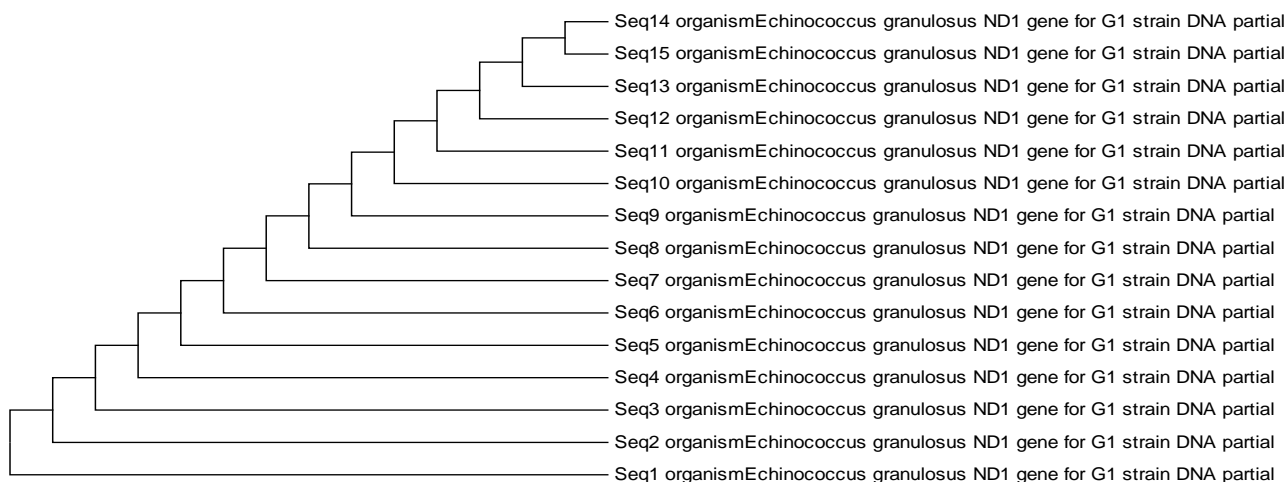 Seq14 organismEchinococcus granulosus ND1 gene for G1 strain DNA partial
Seq15 organismEchinococcus granulosus ND1 gene for G1 strain DNA partial
Seq13 organismEchinococcus granulosus ND1 gene for G1 strain DNA partial
Seq12 organismEchinococcus granulosus ND1 gene for G1 strain DNA partial
Seq11 organismEchinococcus granulosus ND1 gene for G1 strain DNA partial
Seq10 organismEchinococcus granulosus ND1 gene for G1 strain DNA partial
Seq9 organismEchinococcus granulosus ND1 gene for G1 strain DNA partial
Seq8 organismEchinococcus granulosus ND1 gene for G1 strain DNA partial
Seq7 organismEchinococcus granulosus ND1 gene for G1 strain DNA partial
Seq6 organismEchinococcus granulosus ND1 gene for G1 strain DNA partial
Seq5 organismEchinococcus granulosus ND1 gene for G1 strain DNA partial
Seq4 organismEchinococcus granulosus ND1 gene for G1 strain DNA partial
Seq3 organismEchinococcus granulosus ND1 gene for G1 strain DNA partial
Seq2 organismEchinococcus granulosus ND1 gene for G1 strain DNA partial
Seq1 organismEchinococcus granulosus ND1 gene for G1 strain DNA partial